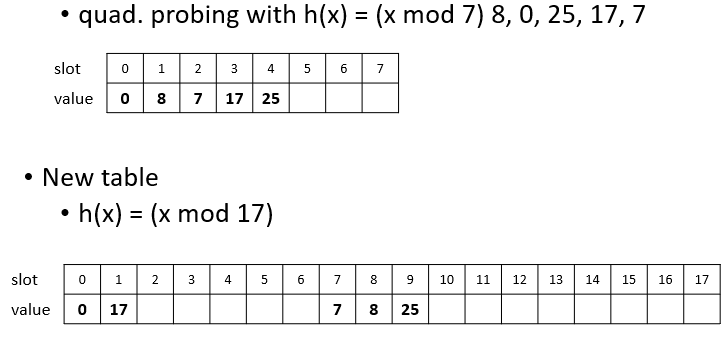 • quad. probing with h(x) = (x mod 7) 8, 0, 25, 17, 7
slot 0 1 2 3 4 5 6 7
value 0 8 7 17 25
• New table
• h(x) = (x mod 17)
slot 0 1 2 3 4 5 6 7 8 9 10 11 12 13 14 15 16 17
value 0 17 7 8 25